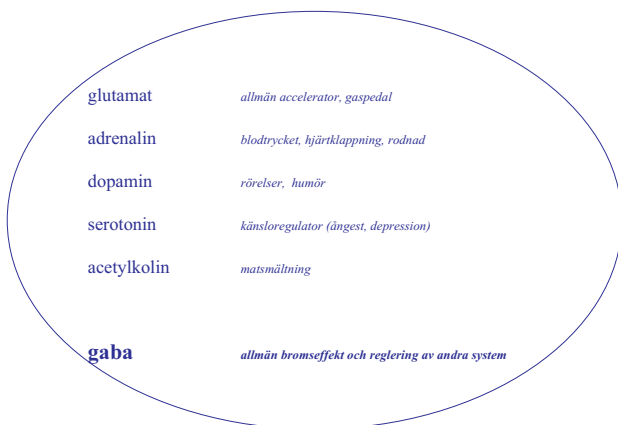 glutamat allmän accelerator, gaspedal
adrenalin blodtrycket, hjärtklappning, rodnad
dopamin rörelser, humör
serotonin känsloregulator (ångest, depression)
acetylkolin matsmältning
gaba allmän bromseffekt och reglering av andra system